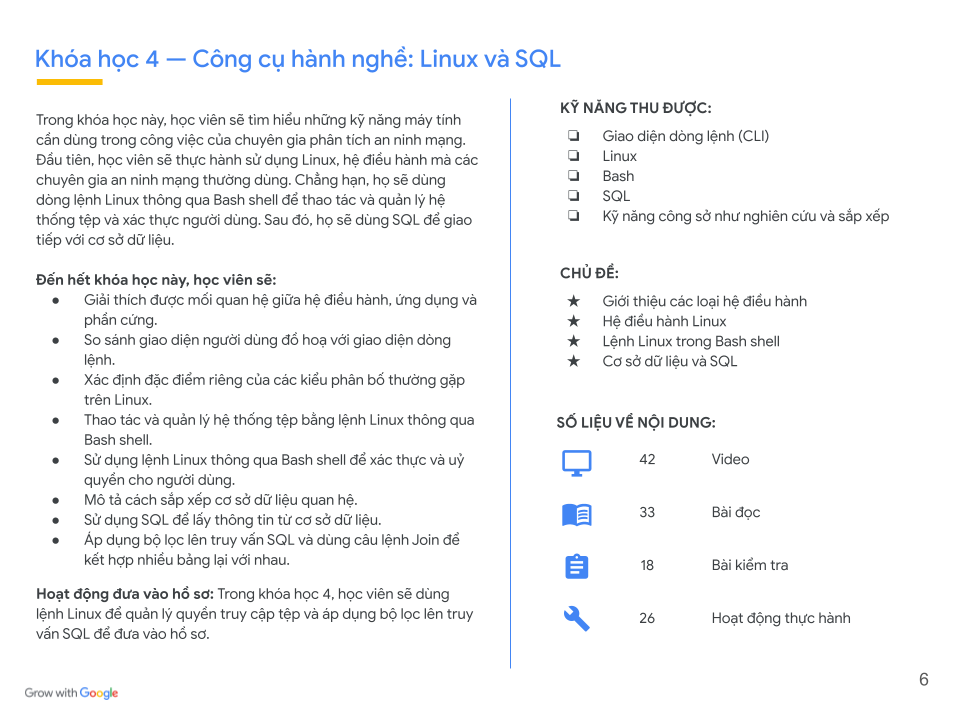 Khóa học 4 — Công cụ hành nghề: Linux và SQL
Trong khóa học này, học viên sẽ tìm hiểu những kỹ năng máy tính
cần dùng trong công việc của chuyên gia phân tích an ninh mạng.
Đầu tiên, học viên sẽ thực hành sử dụng Linux, hệ điều hành mà các
chuyên gia an ninh mạng thường dùng. Chẳng hạn, họ sẽ dùng
dòng lệnh Linux thông qua Bash shell để thao tác và quản lý hệ
thống tệp và xác thực người dùng. Sau đó, họ sẽ dùng SQL để giao
tiếp với cơ sở dữ liệu.
Đến hết khóa học này, học viên sẽ:
● Giải thích được mối quan hệ giữa hệ điều hành, ứng dụng và
phần cứng.
● So sánh giao diện người dùng đồ hoạ với giao diện dòng
lệnh.
● Xác định đặc điểm riêng của các kiểu phân bố thường gặp
trên Linux.
● Thao tác và quản lý hệ thống tệp bằng lệnh Linux thông qua
Bash shell.
● Sử dụng lệnh Linux thông qua Bash shell để xác thực và uỷ
quyền cho người dùng.
● Mô tả cách sắp xếp cơ sở dữ liệu quan hệ.
● Sử dụng SQL để lấy thông tin từ cơ sở dữ liệu.
● Áp dụng bộ lọc lên truy vấn SQL và dùng câu lệnh Join để
kết hợp nhiều bảng lại với nhau.
Hoạt động đưa vào hồ sơ: Trong khóa học 4, học viên sẽ dùng
lệnh Linux để quản lý quyền truy cập tệp và áp dụng bộ lọc lên truy
vấn SQL để đưa vào hồ sơ.
KỸ NĂNG THU ĐƯỢC:
❏ Giao diện dòng lệnh (CLI)
❏ Linux
❏ Bash
❏ SQL
❏ Kỹ năng công sở như nghiên cứu và sắp xếp
CHỦ ĐỀ:
★ Giới thiệu các loại hệ điều hành
★ Hệ điều hành Linux
★ Lệnh Linux trong Bash shell
★ Cơ sở dữ liệu và SQL
SỐ LIỆU VỀ NỘI DUNG:
42 Video
33 Bài đọc
18 Bài kiểm tra
26 Hoạt động thực hành
Grow with Google
6